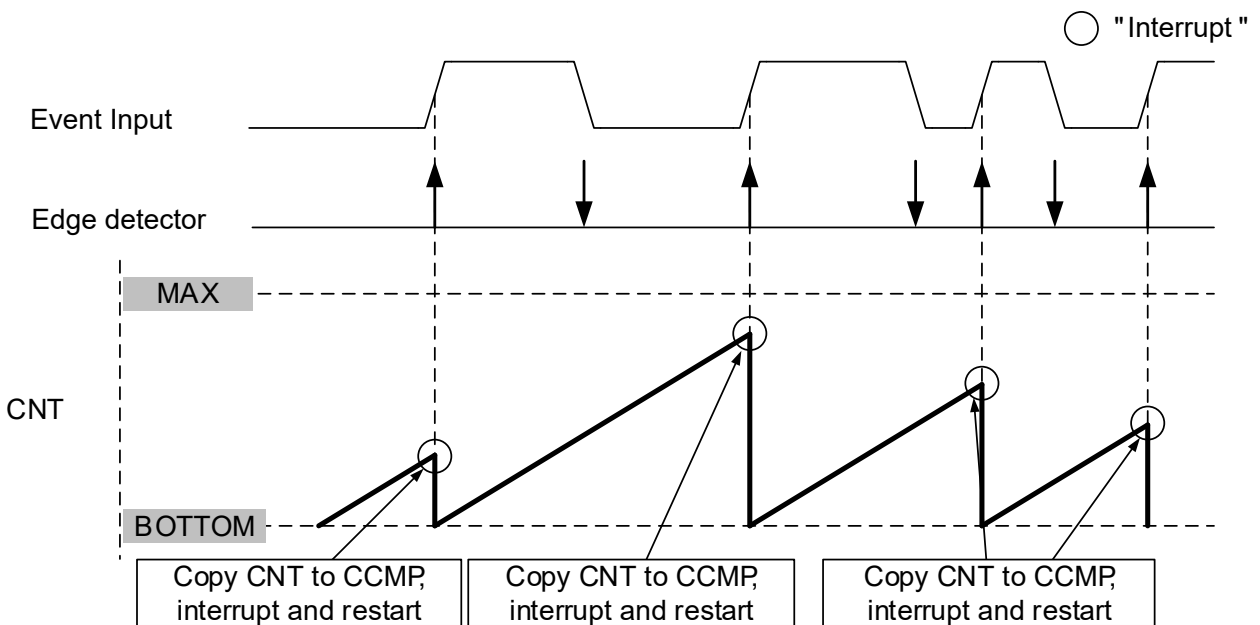 "Interrupt"
Event Input
Edge detector
MAX
CNT
BOTTOM
Copy CNT to CCMP,
interrupt and restart
Copy CNT to CCMP,
interrupt and restart
Copy CNT to CCMP,
interrupt and restart